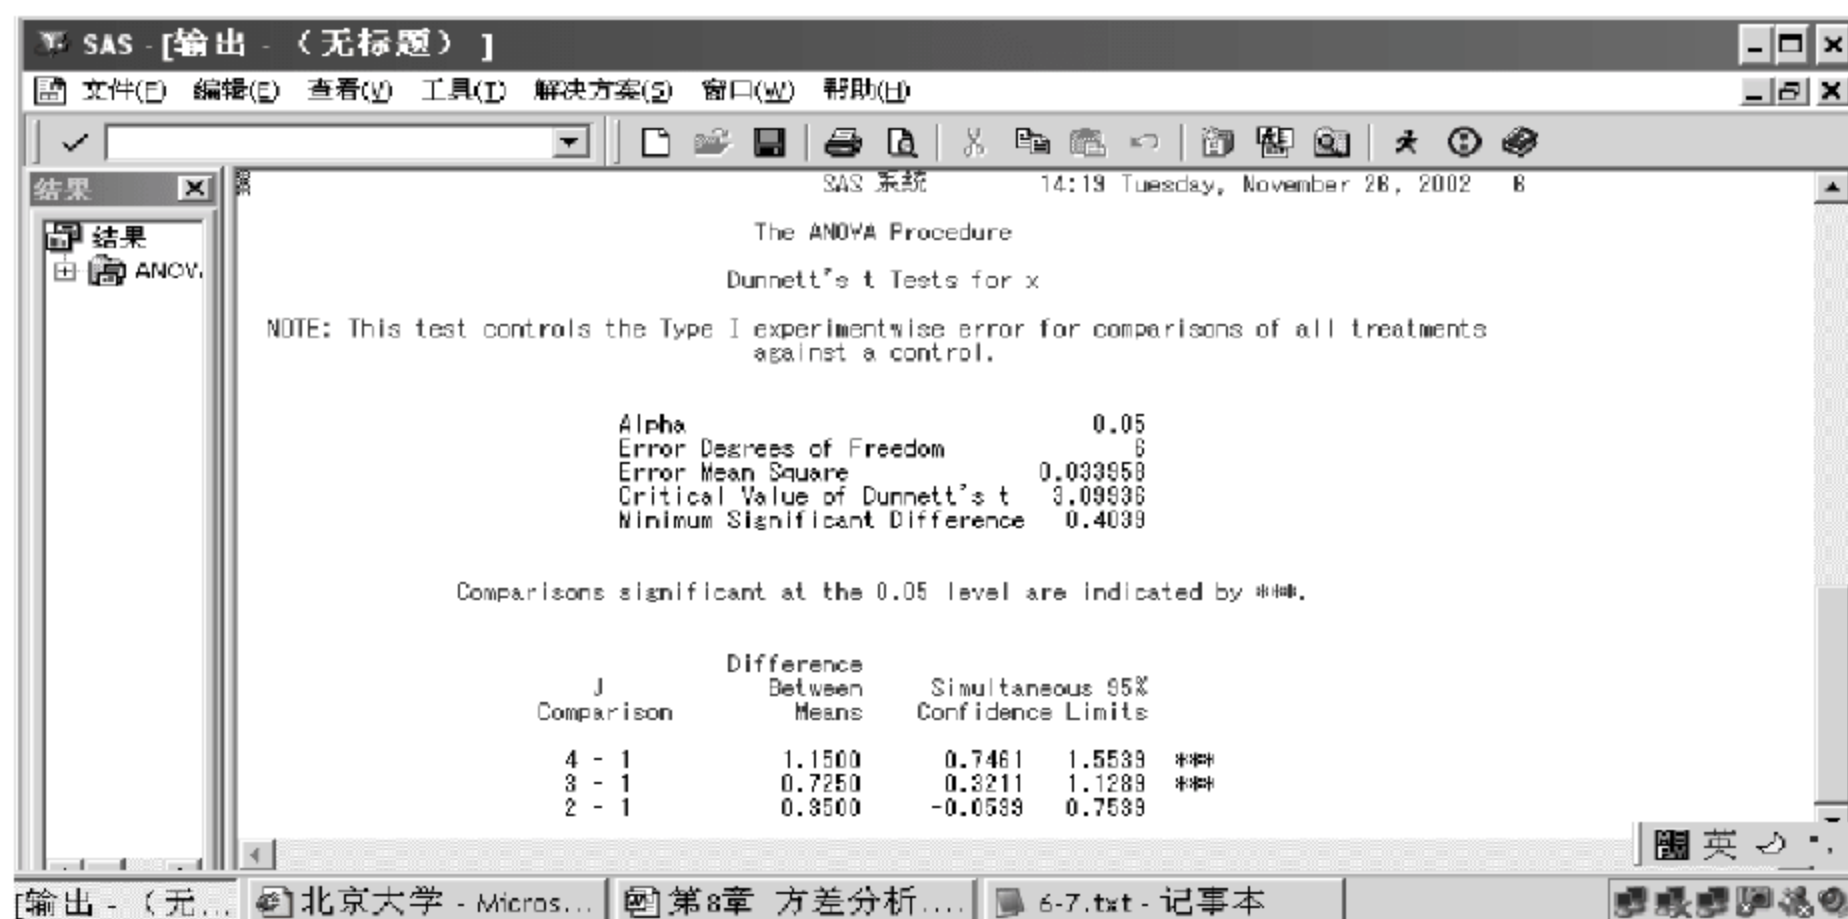 SAS - [输出 - （无标题）]
文件(F) 编辑(E) 查看(V) 工具(T) 解决方案(S) 窗口(W) 帮助(H)
结果
SAS 系统 14:19 Tuesday, November 26, 2002 6
结果
ANOV
The ANOVA Procedure
Dunnett's t Tests for x
NOTE: This test controls the Type I experimentwise error for comparisons of all treatments
against a control.
Alpha 0.05
Error Degrees of Freedom 6
Error Mean Square 0.033958
Critical Value of Dunnett's t 3.09936
Minimum Significant Difference 0.4039
Comparisons significant at the 0.05 level are indicated by ***.
Difference
J Between Simultaneous 95%
Comparison Means Confidence Limits
4 - 1 1.1500 0.7461 1.5539 ***
3 - 1 0.7250 0.3211 1.1289 ***
2 - 1 0.3500 -0.0539 0.7539
英
[输出 - （无... 北京大学 - Micros... 第8章 方差分析.... 6-7.txt - 记事本